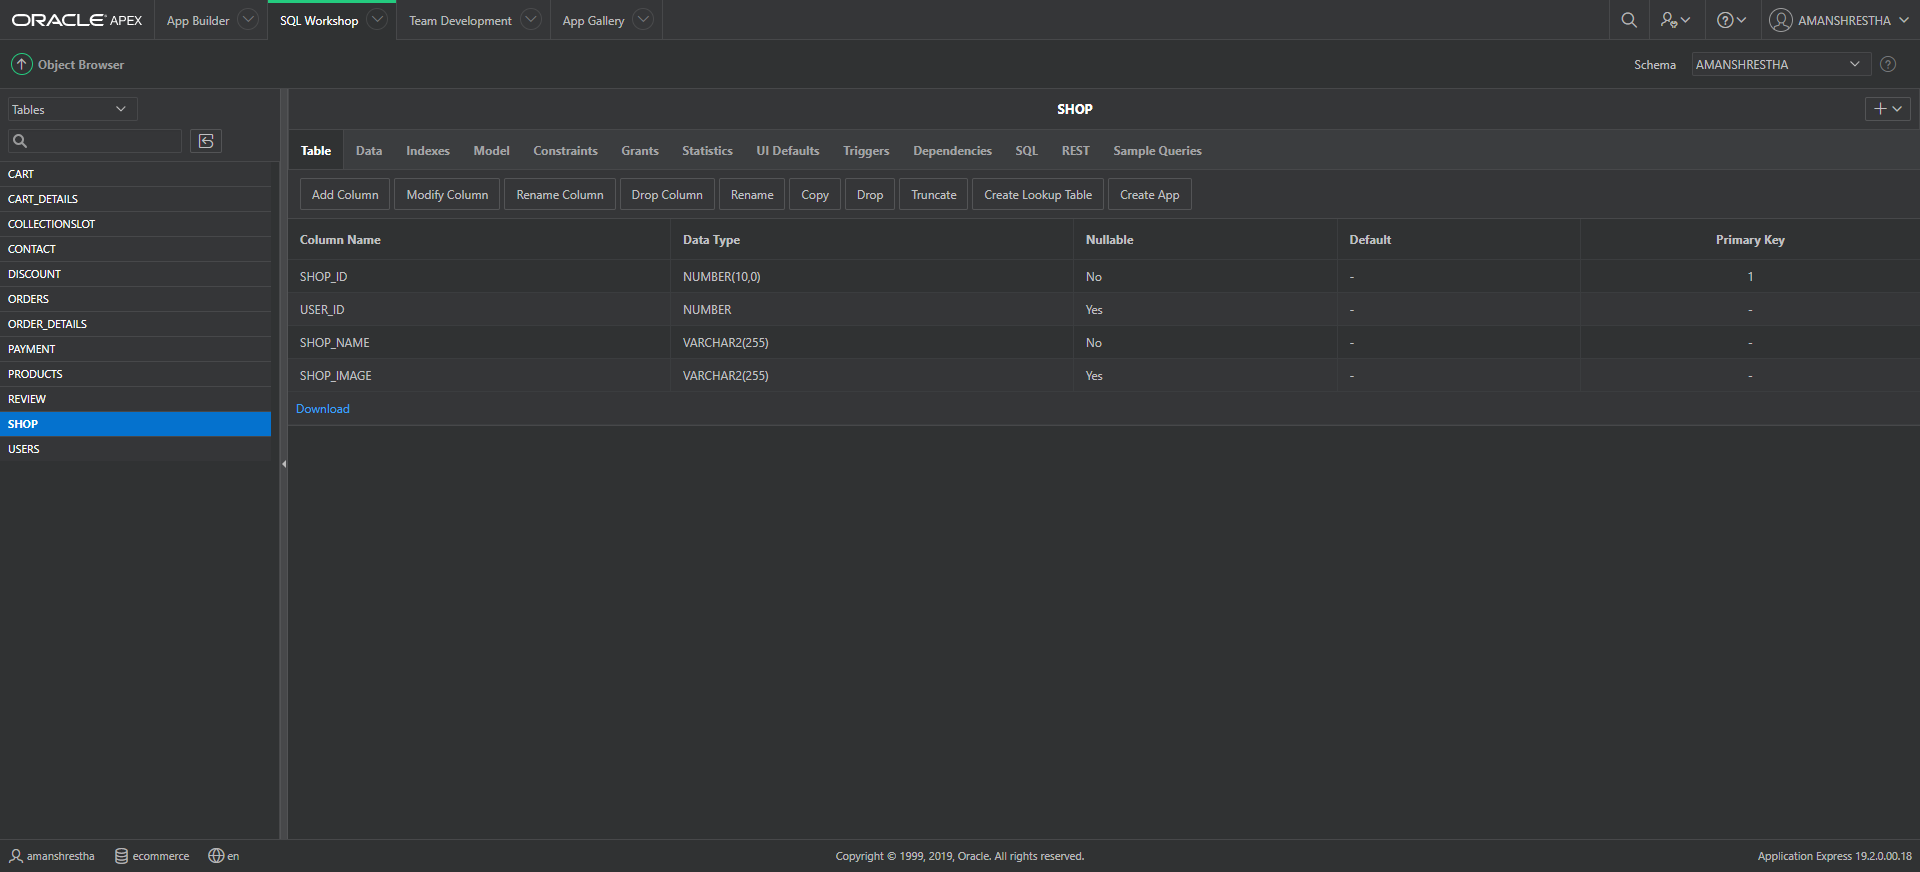 ORACLE APEX App Builder SQL Workshop Team Development App Gallery AMANSHRESTHA
Object Browser Schema AMANSHRESTHA
Tables
SHOP
Table Data Indexes Model Constraints Grants Statistics UI Defaults Triggers Dependencies SQL REST Sample Queries
CART
CART_DETAILS
COLLECTIONSLOT
CONTACT
DISCOUNT
ORDERS
ORDER_DETAILS
PAYMENT
PRODUCTS
REVIEW
SHOP
USERS
Add Column Modify Column Rename Column Drop Column Rename Copy Drop Truncate Create Lookup Table Create App
Column Name Data Type Nullable Default Primary Key
SHOP_ID NUMBER(10,0) No - 1
USER_ID NUMBER Yes - -
SHOP_NAME VARCHAR2(255) No - -
SHOP_IMAGE VARCHAR2(255) Yes - -
Download
amanshrestha ecommerce en Copyright © 1999, 2019, Oracle. All rights reserved. Application Express 19.2.0.00.18